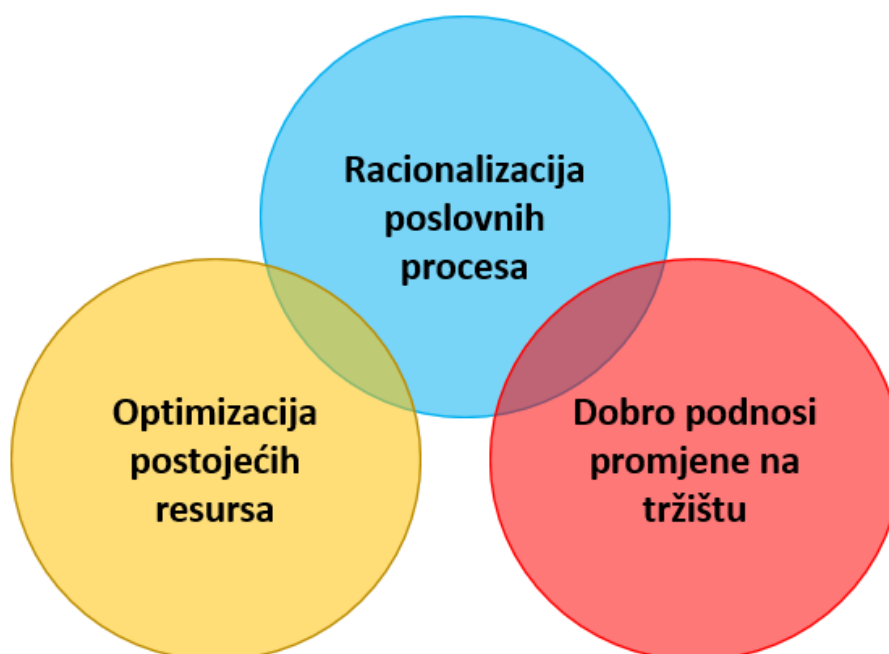 Racionalizacija
poslovnih
procesa
Optimizacija
postojećih
resursa
Dobro podnosi
promjene na
tržištu